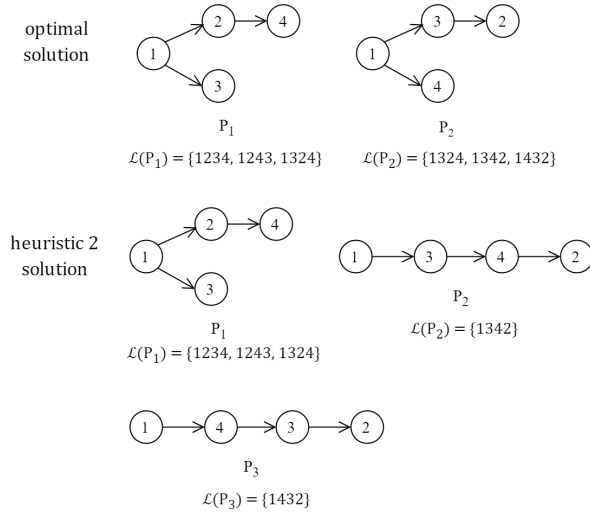 optimal
solution
1 2 4
3
P₁
ℒ(P₁) = {1234, 1243, 1324}
1 3 2
4
P₂
ℒ(P₂) = {1324, 1342, 1432}
heuristic 2
solution
1 2 4
3
P₁
ℒ(P₁) = {1234, 1243, 1324}
1 3 4 2
P₂
ℒ(P₂) = {1342}
1 4 3 2
P₃
ℒ(P₃) = {1432}